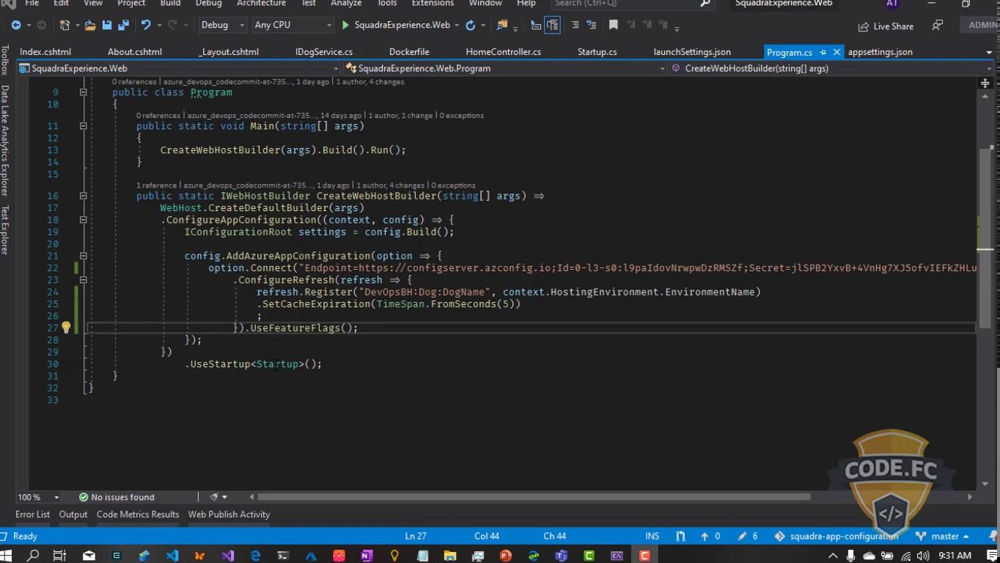 File Edit View Project Build Debug Architecture Test Analyze Tools Extensions Window Help Search (Ctrl+Q) SquadraExperience.Web AT
Debug Any CPU SquadraExperience.Web Live Share ADMIN
Index.cshtml About.cshtml _Layout.cshtml IDogService.cs Dockerfile HomeController.cs Startup.cs launchSettings.json Program.cs appsettings.json
SquadraExperience.Web SquadraExperience.Web.Program CreateWebHostBuilder(string[] args)
Toolbox
Data Lake Analytics Explorer
Test Explorer
0 references | azure_devops_codecommit-at-735..., 1 day ago | 1 author, 4 changes
9 public class Program
10 {
0 references | azure_devops_codecommit-at-735..., 14 days ago | 1 author, 1 change | 0 exceptions
11 public static void Main(string[] args)
12 {
13 CreateWebHostBuilder(args).Build().Run();
14 }
15
1 reference | azure_devops_codecommit-at-735..., 1 day ago | 1 author, 4 changes | 0 exceptions
16 public static IWebHostBuilder CreateWebHostBuilder(string[] args) =>
17 WebHost.CreateDefaultBuilder(args)
18 .ConfigureAppConfiguration((context, config) => {
19 IConfigurationRoot settings = config.Build();
20
21 config.AddAzureAppConfiguration(option => {
22 option.Connect("Endpoint=https://configserver.azconfig.io;Id=0-l3-s0:l9paIdovNrwpwDzRMSZf;Secret=jlSPB2YxvB+4VnHg7XJ5ofvIEFkZHLu
23 .ConfigureRefresh(refresh => {
24 refresh.Register("DevOpsBH:Dog:DogName", context.HostingEnvironment.EnvironmentName)
25 .SetCacheExpiration(TimeSpan.FromSeconds(5))
26 ;
27 }).UseFeatureFlags();
28 });
29 })
30 .UseStartup<Startup>();
31 }
32 }
33
CODE.FC
</>
100 % No issues found
Error List Output Code Metrics Results Web Publish Activity
Ready Ln 27 Col 44 Ch 44 INS 0 6 squadra-app-configuration master
9:31 AM